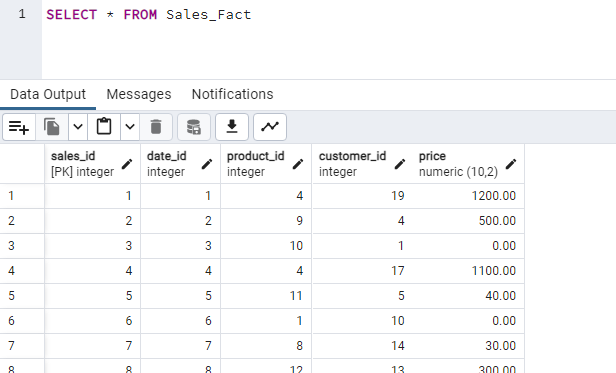 1 SELECT * FROM Sales_Fact
Data Output Messages Notifications
sales_id date_id product_id customer_id price
[PK] integer integer integer integer numeric (10,2)
1 1 1 4 19 1200.00
2 2 2 9 4 500.00
3 3 3 10 1 0.00
4 4 4 4 17 1100.00
5 5 5 11 5 40.00
6 6 6 1 10 0.00
7 7 7 8 14 30.00
8 8 8 12 13 300.00